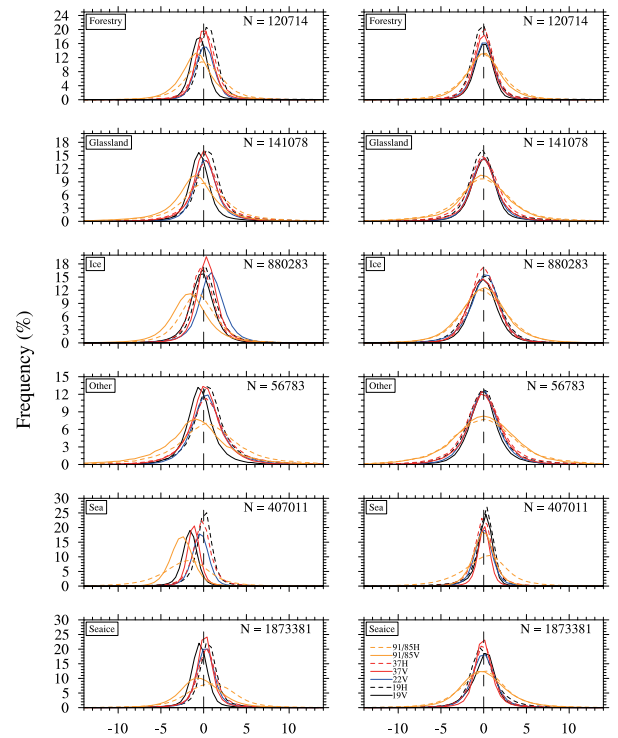 Frequency (%)
24
20
16
12
8
4
0
Forestry
N = 120714
Forestry
N = 120714
18
15
12
9
6
3
0
Glassland
N = 141078
Glassland
N = 141078
18
15
12
9
6
3
0
Ice
N = 880283
Ice
N = 880283
15
12
9
6
3
0
Other
N = 56783
Other
N = 56783
30
25
20
15
10
5
0
Sea
N = 407011
Sea
N = 407011
30
25
20
15
10
5
0
Seaice
N = 1873381
Seaice
N = 1873381
91/85H
91/85V
37H
37V
22V
19H
19V
-10 -5 0 5 10
-10 -5 0 5 10